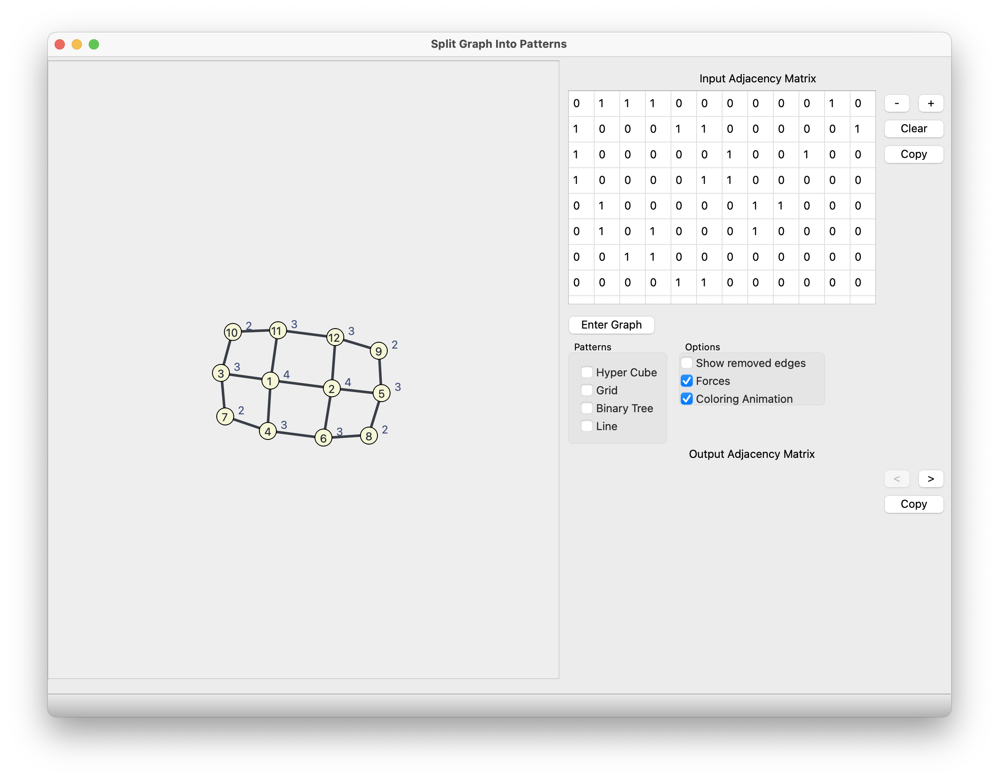 Split Graph Into Patterns
10 2 11 3 12 3 9 2
3 3 1 4 2 4 5 3
7 2 4 3 6 3 8 2
Input Adjacency Matrix
0 1 1 1 0 0 0 0 0 0 1 0
1 0 0 0 1 1 0 0 0 0 0 1
1 0 0 0 0 0 1 0 0 1 0 0
1 0 0 0 0 1 1 0 0 0 0 0
0 1 0 0 0 0 0 1 1 0 0 0
0 1 0 1 0 0 0 1 0 0 0 0
0 0 1 1 0 0 0 0 0 0 0 0
0 0 0 0 1 1 0 0 0 0 0 0
- +
Clear
Copy
Enter Graph
Patterns
Hyper Cube
Grid
Binary Tree
Line
Options
Show removed edges
Forces
Coloring Animation
Output Adjacency Matrix
< >
Copy